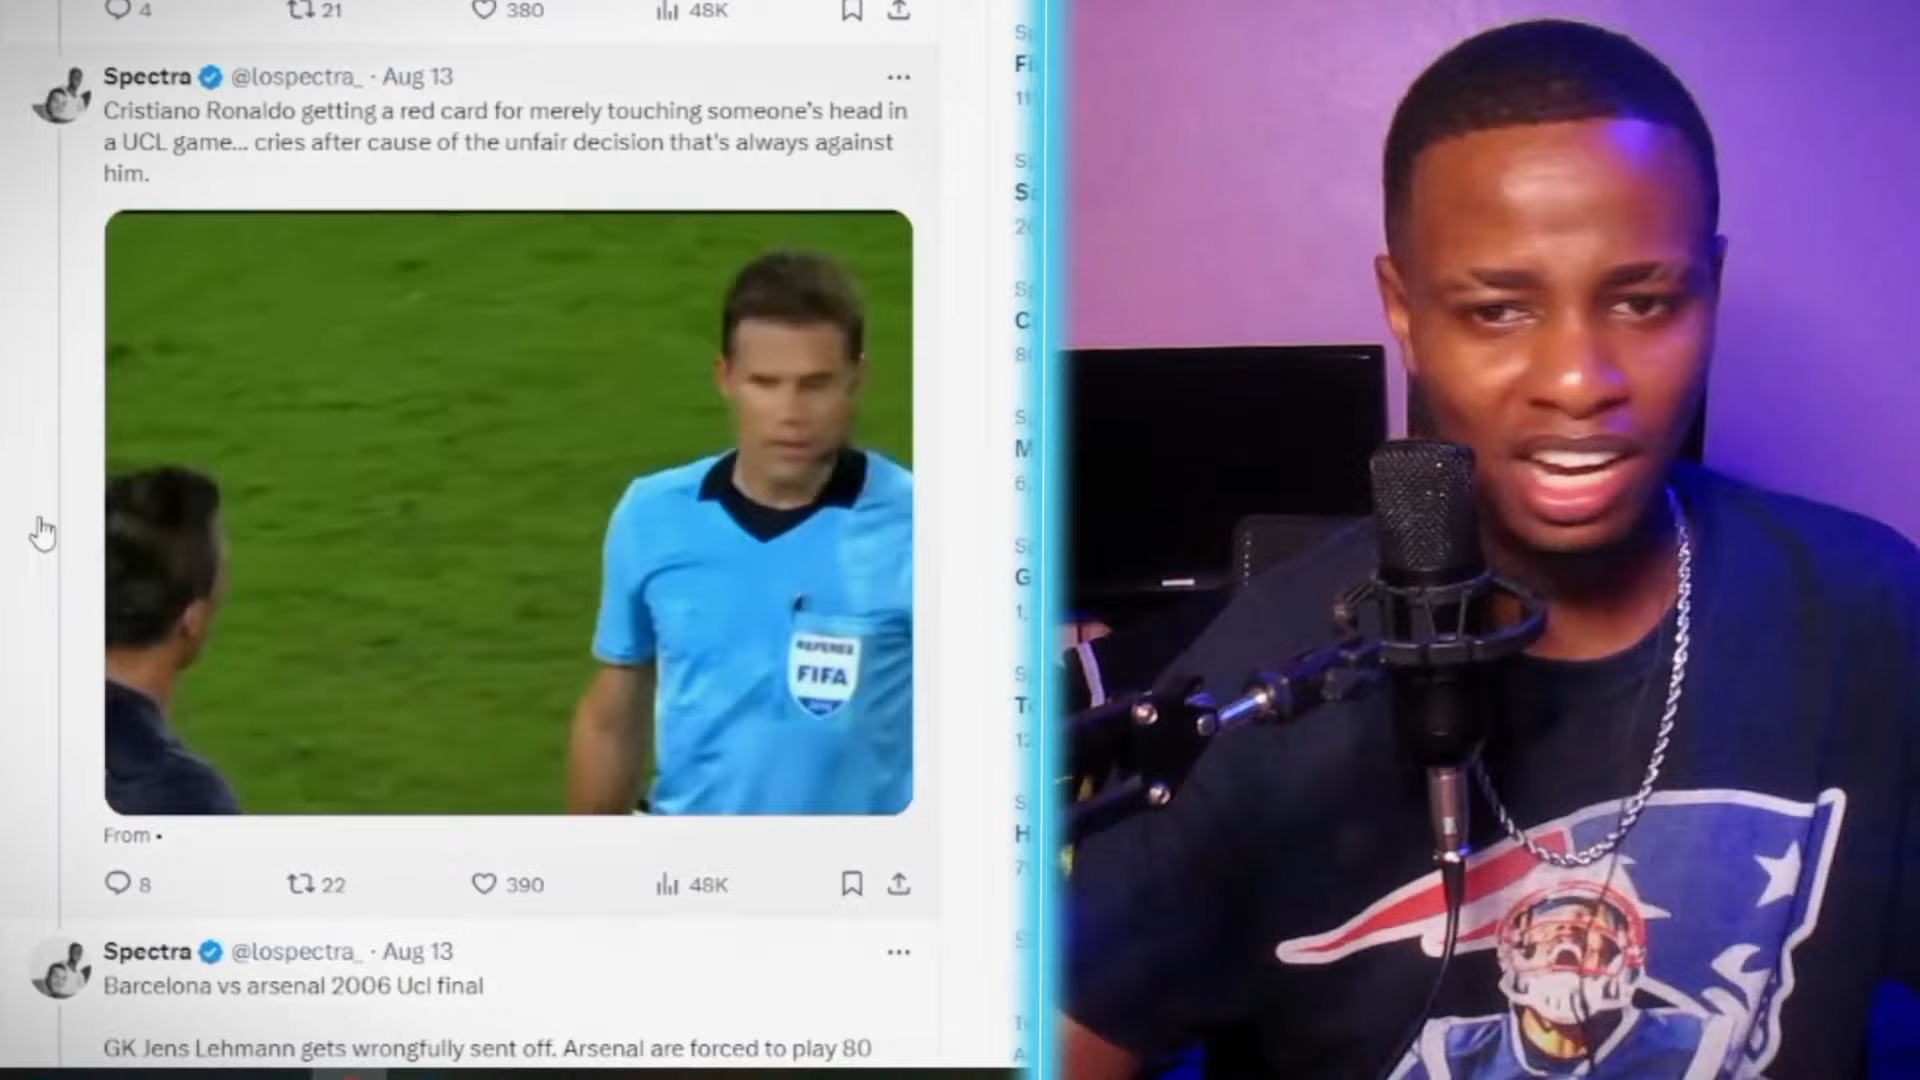 4 21 380 48K
Spectra @lospectra_ · Aug 13
Cristiano Ronaldo getting a red card for merely touching someone's head in
a UCL game... cries after cause of the unfair decision that's always against
him.
REFEREE
FIFA
From •
8 22 390 48K
Spectra @lospectra_ · Aug 13
Barcelona vs arsenal 2006 Ucl final
GK Jens Lehmann gets wrongfully sent off. Arsenal are forced to play 80